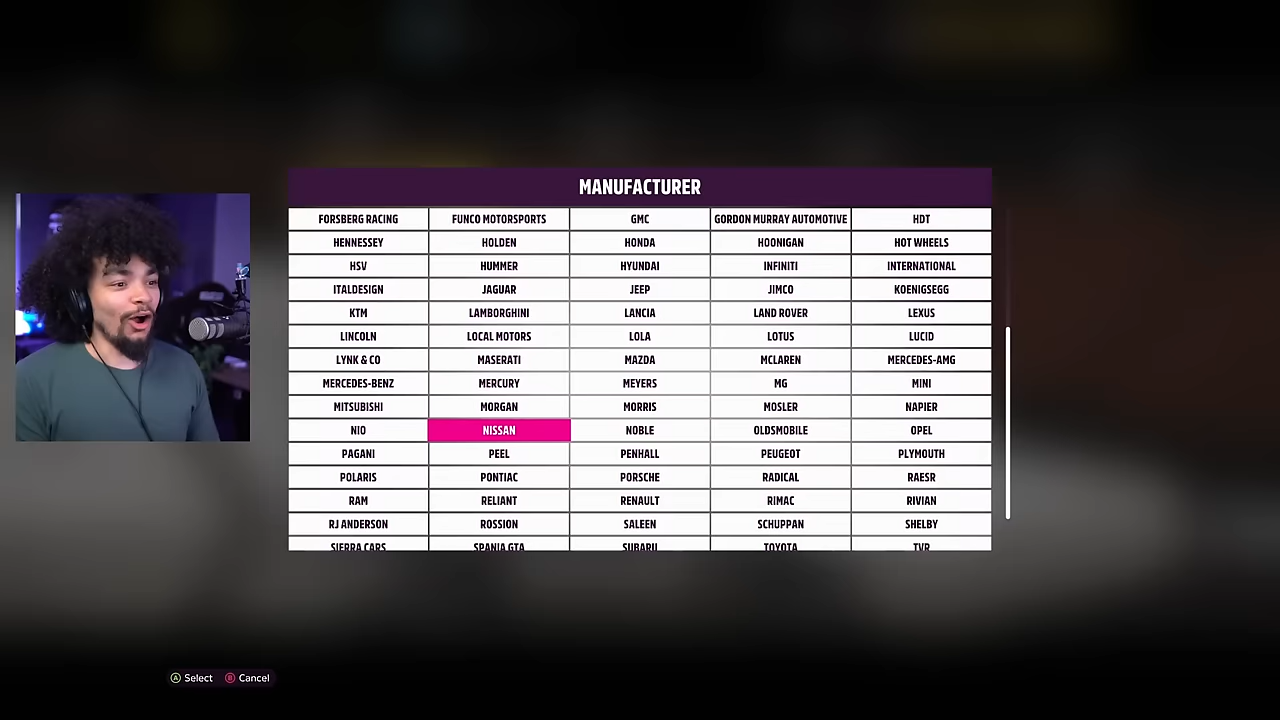 MANUFACTURER
FORSBERG RACING FUNCO MOTORSPORTS GMC GORDON MURRAY AUTOMOTIVE HDT
HENNESSEY HOLDEN HONDA HOONIGAN HOT WHEELS
HSV HUMMER HYUNDAI INFINITI INTERNATIONAL
ITALDESIGN JAGUAR JEEP JIMCO KOENIGSEGG
KTM LAMBORGHINI LANCIA LAND ROVER LEXUS
LINCOLN LOCAL MOTORS LOLA LOTUS LUCID
LYNK & CO MASERATI MAZDA MCLAREN MERCEDES-AMG
MERCEDES-BENZ MERCURY MEYERS MG MINI
MITSUBISHI MORGAN MORRIS MOSLER NAPIER
NIO NISSAN NOBLE OLDSMOBILE OPEL
PAGANI PEEL PENHALL PEUGEOT PLYMOUTH
POLARIS PONTIAC PORSCHE RADICAL RAESR
RAM RELIANT RENAULT RIMAC RIVIAN
RJ ANDERSON ROSSION SALEEN SCHUPPAN SHELBY
SIERRA CARS SPANIA GTA SUBARU TOYOTA TVR
A Select B Cancel